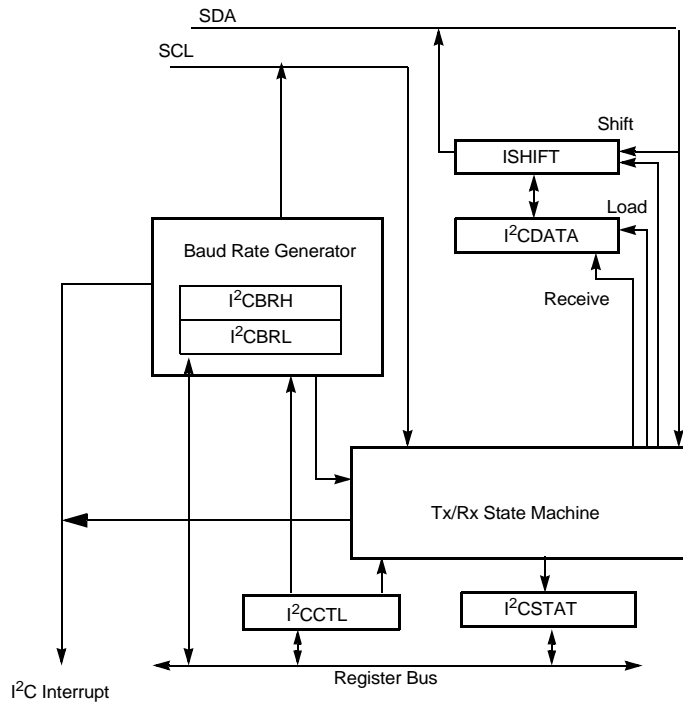 SDA
SCL
Shift
ISHIFT
Load
I²CDATA
Baud Rate Generator
I²CBRH
Receive
I²CBRL
Tx/Rx State Machine
I²CCTL
I²CSTAT
Register Bus
I²C Interrupt